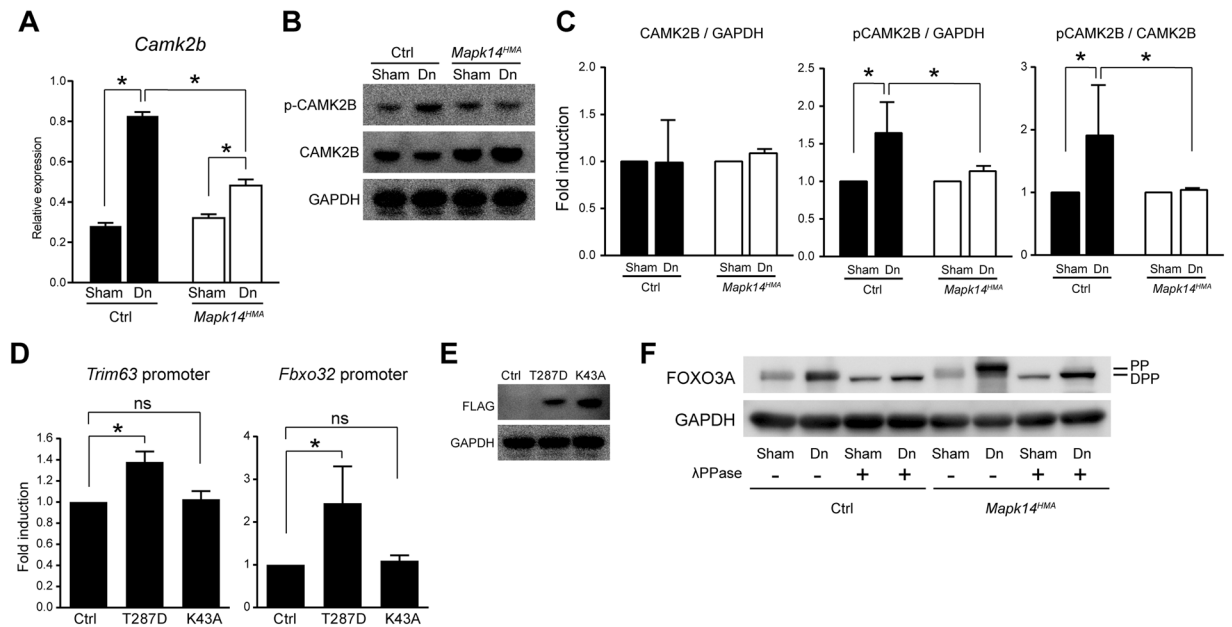 A
Camk2b
Relative expression
1.0
0.8
0.6
0.4
0.2
0.0
*
*
*
Sham Dn Sham Dn
Ctrl Mapk14HMA
B
Ctrl Mapk14HMA
Sham Dn Sham Dn
p-CAMK2B
CAMK2B
GAPDH
C
CAMK2B / GAPDH
Fold induction
2.0
1.5
1.0
0.5
0.0
Sham Dn Sham Dn
Ctrl Mapk14HMA
pCAMK2B / GAPDH
2.5
2.0
1.5
1.0
0.5
0.0
* *
Sham Dn Sham Dn
Ctrl Mapk14HMA
pCAMK2B / CAMK2B
3
2
1
0
* *
Sham Dn Sham Dn
Ctrl Mapk14HMA
D
Trim63 promoter
Fold induction
1.6
1.4
1.2
1.0
0.8
0.6
0.4
0.2
0.0
ns
*
Ctrl T287D K43A
Fbxo32 promoter
4
3
2
1
0
ns
*
Ctrl T287D K43A
E
Ctrl T287D K43A
FLAG
GAPDH
F
FOXO3A
PP
DPP
GAPDH
Sham Dn Sham Dn Sham Dn Sham Dn
λPPase - - + + - - + +
Ctrl Mapk14HMA